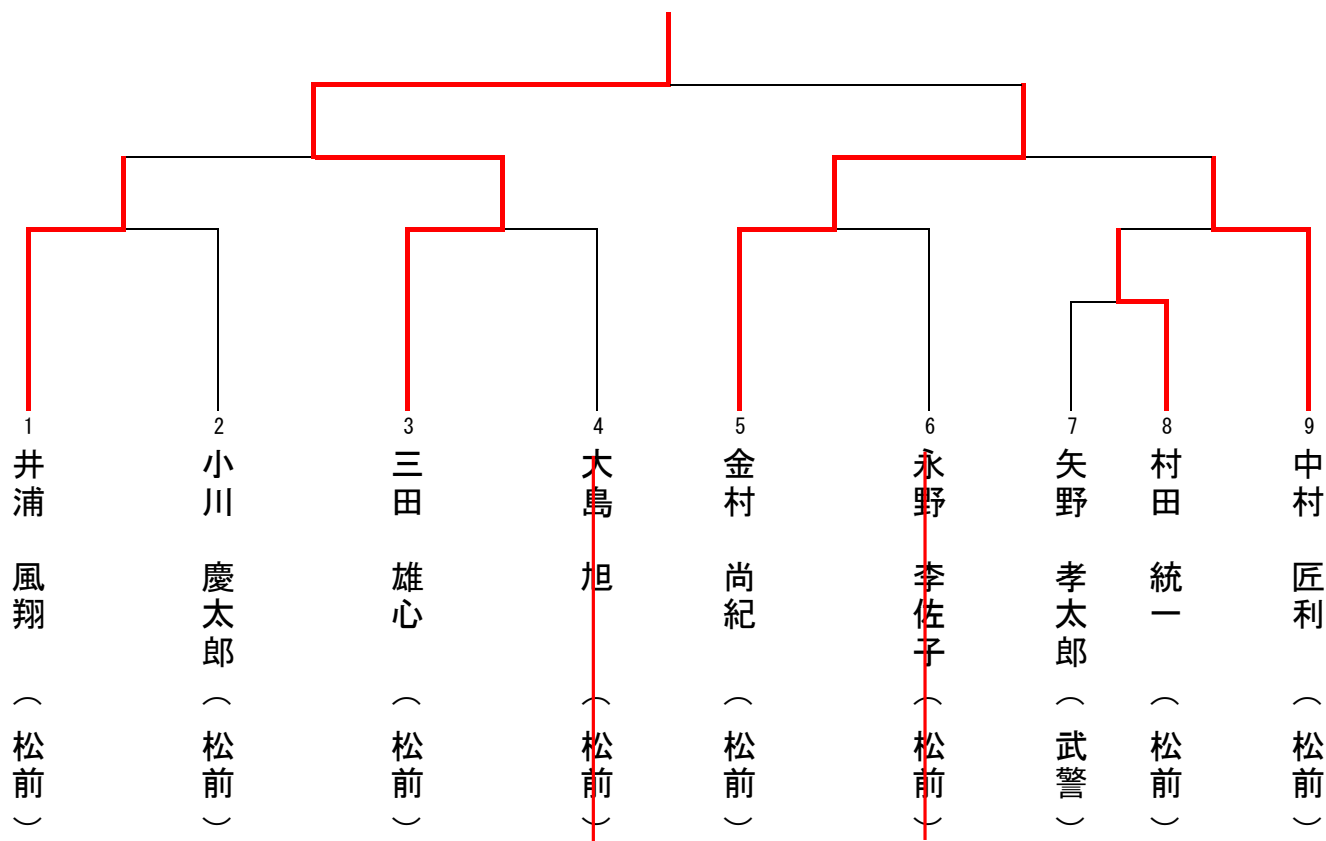 1
井浦 風翔 （松前）
2
小川 慶太郎 （松前）
3
三田 雄心 （松前）
4
大島 旭 （松前）
5
金村 尚紀 （松前）
6
永野 李佐子 （松前）
7
矢野 孝太郎 （武警）
8
村田 統一 （松前）
9
中村 匠利 （松前）